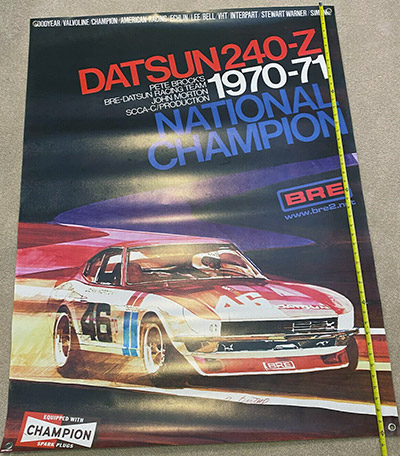 GOODYEAR/VALVOLINE/CHAMPION/AMERICAN RACING/ECHLIN/LEE/BELL/VHT/INTERPART/STEWART WARNER/
DATSUN 240-Z
PETE BROCK'S
BRE-DATSUN RACING TEAM
JOHN MORTON
SCCA-C/PRODUCTION
1970-71
NATIONAL
CHAMPION
BRE
www.bre2.net
46
46
DATSUN
BRE
EQUIPPED WITH
CHAMPION
SPARK PLUGS